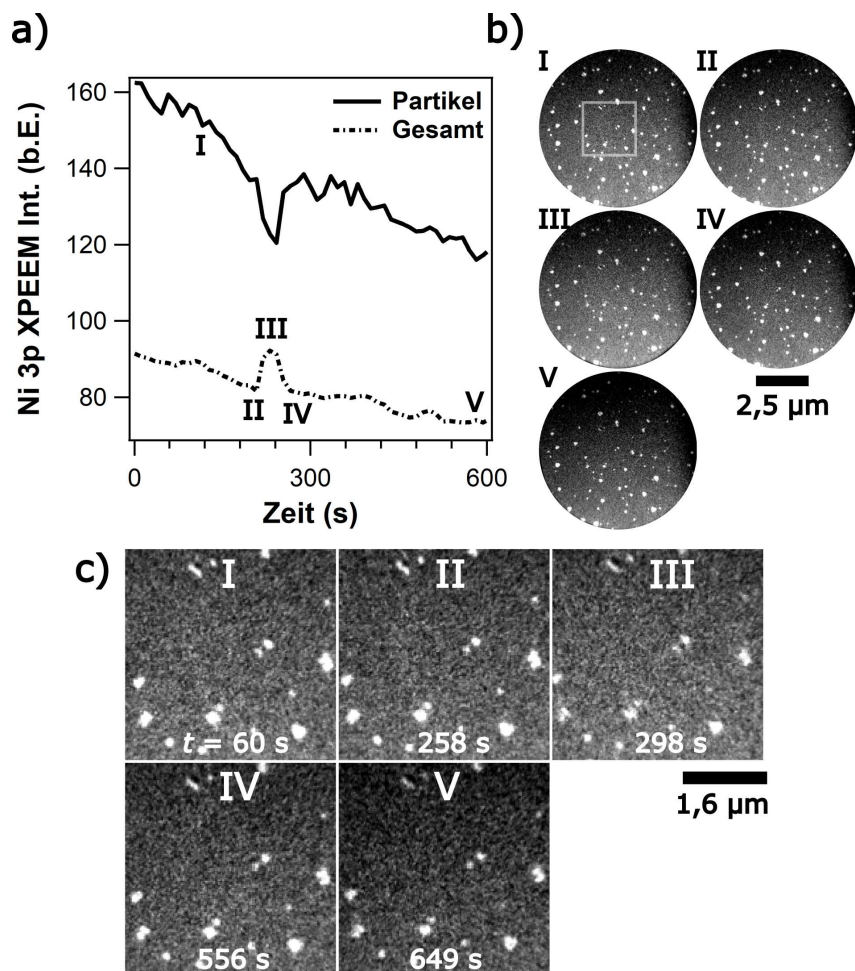 a)
Ni 3p XPEEM Int. (b.E.)
160
140
120
100
80
Partikel
Gesamt
I
II
III
IV
V
0
300
600
Zeit (s)
b)
I
II
III
IV
V
2,5 µm
c)
I
II
III
t = 60 s
258 s
298 s
IV
V
556 s
649 s
1,6 µm